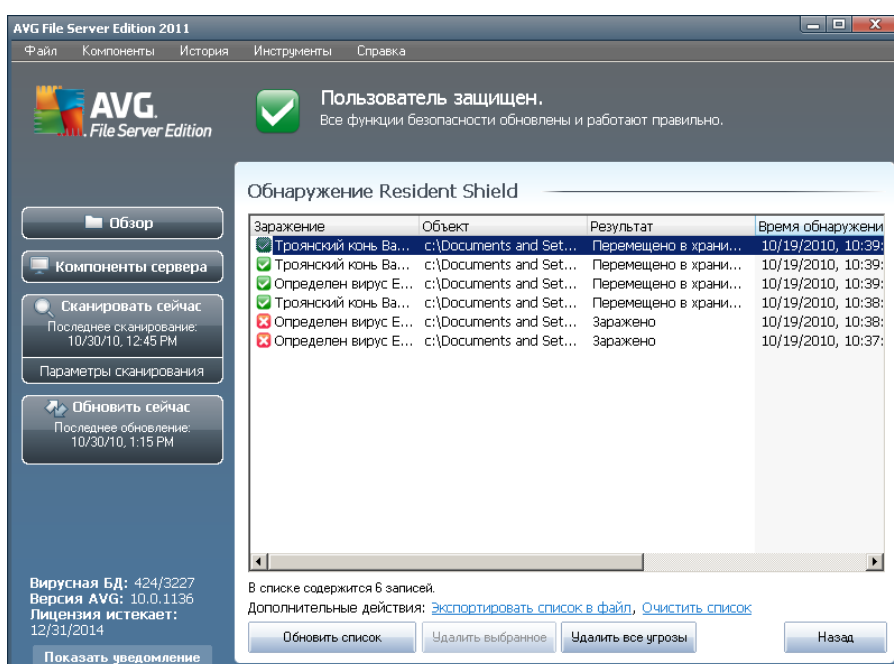 AVG File Server Edition 2011
Файл Компоненты История Инструменты Справка
AVG.
File Server Edition
Пользователь защищен.
Все функции безопасности обновлены и работают правильно.
Обзор
Компоненты сервера
Сканировать сейчас
Последнее сканирование:
10/30/10, 12:45 PM
Параметры сканирования
Обновить сейчас
Последнее обновление:
10/30/10, 1:15 PM
Вирусная БД: 424/3227
Версия AVG: 10.0.1136
Лицензия истекает:
12/31/2014
Показать уведомление
Обнаружение Resident Shield
Заражение Объект Результат Время обнаружени
Троянский конь Ba... c:\Documents and Set... Перемещено в храни... 10/19/2010, 10:39:
Троянский конь Ba... c:\Documents and Set... Перемещено в храни... 10/19/2010, 10:39:
Определен вирус E... c:\Documents and Set... Перемещено в храни... 10/19/2010, 10:39:
Троянский конь Ba... c:\Documents and Set... Перемещено в храни... 10/19/2010, 10:38:
Определен вирус E... c:\Documents and Set... Заражено 10/19/2010, 10:38:
Определен вирус E... c:\Documents and Set... Заражено 10/19/2010, 10:37:
В списке содержится 6 записей.
Дополнительные действия: Экспортировать список в файл, Очистить список
Обновить список Удалить выбранное Удалить все угрозы Назад